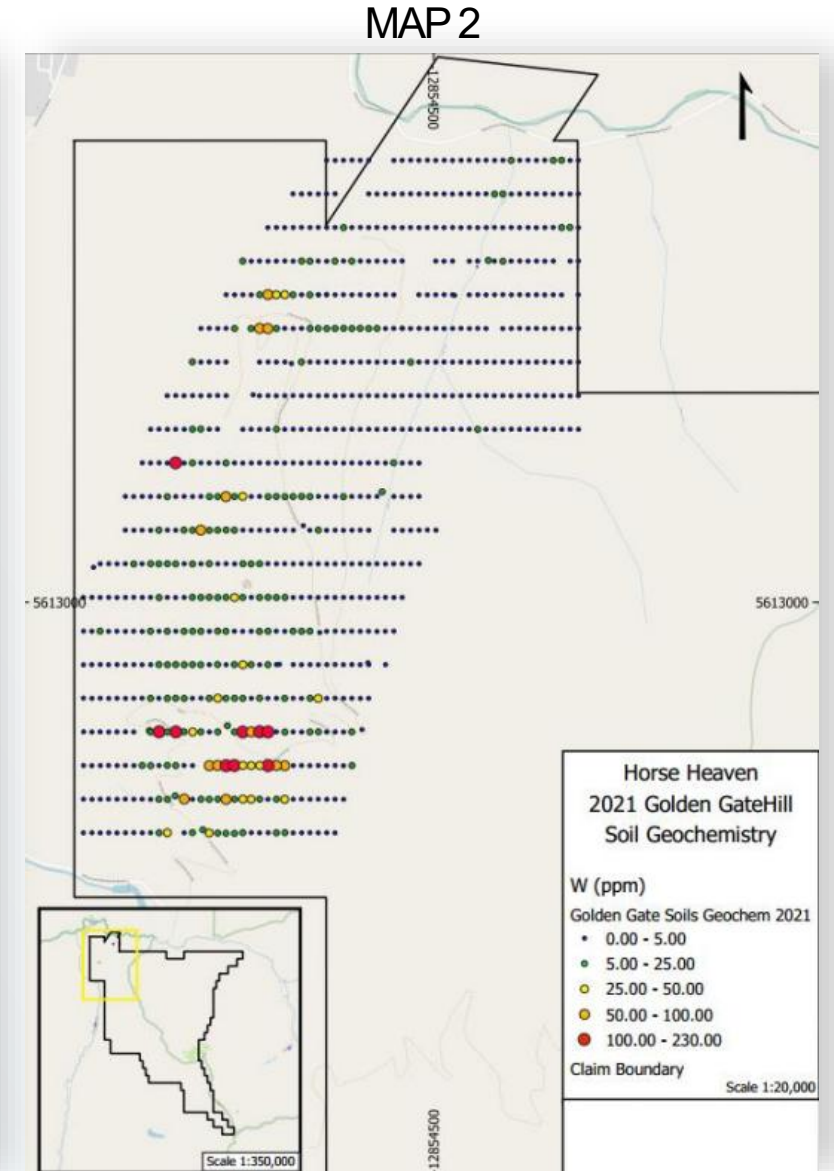 MAP 2
12854500
5613000
5613000
Horse Heaven
2021 Golden GateHill
Soil Geochemistry
W (ppm)
Golden Gate Soils Geochem 2021
0.00 - 5.00
5.00 - 25.00
25.00 - 50.00
50.00 - 100.00
100.00 - 230.00
Claim Boundary
Scale 1:20,000
Scale 1:350,000
12854500